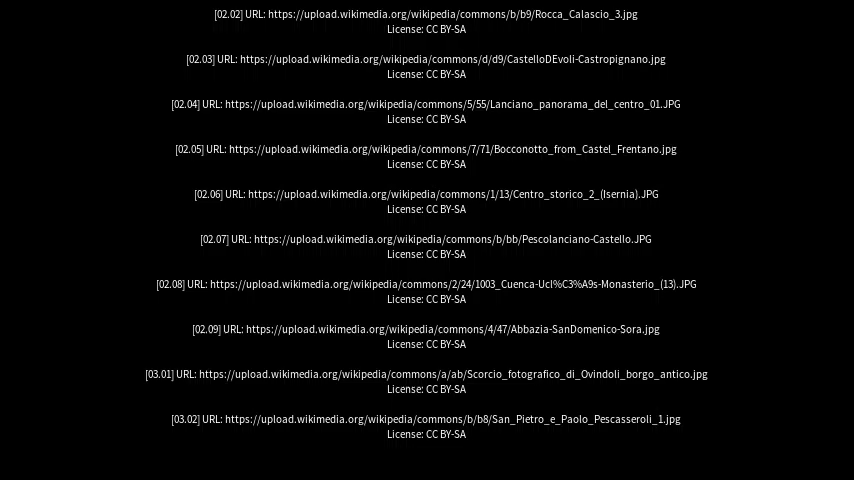 [02.02] URL: https://upload.wikimedia.org/wikipedia/commons/b/b9/Rocca_Calascio_3.jpg
License: CC BY-SA
[02.03] URL: https://upload.wikimedia.org/wikipedia/commons/d/d9/CastelloDEvoli-Castropignano.jpg
License: CC BY-SA
[02.04] URL: https://upload.wikimedia.org/wikipedia/commons/5/55/Lanciano_panorama_del_centro_01.JPG
License: CC BY-SA
[02.05] URL: https://upload.wikimedia.org/wikipedia/commons/7/71/Bocconotto_from_Castel_Frentano.jpg
License: CC BY-SA
[02.06] URL: https://upload.wikimedia.org/wikipedia/commons/1/13/Centro_storico_2_(Isernia).JPG
License: CC BY-SA
[02.07] URL: https://upload.wikimedia.org/wikipedia/commons/b/bb/Pescolanciano-Castello.JPG
License: CC BY-SA
[02.08] URL: https://upload.wikimedia.org/wikipedia/commons/2/24/1003_Cuenca-Ucl%C3%A9s-Monasterio_(13).JPG
License: CC BY-SA
[02.09] URL: https://upload.wikimedia.org/wikipedia/commons/4/47/Abbazia-SanDomenico-Sora.jpg
License: CC BY-SA
[03.01] URL: https://upload.wikimedia.org/wikipedia/commons/a/ab/Scorcio_fotografico_di_Ovindoli_borgo_antico.jpg
License: CC BY-SA
[03.02] URL: https://upload.wikimedia.org/wikipedia/commons/b/b8/San_Pietro_e_Paolo_Pescasseroli_1.jpg
License: CC BY-SA